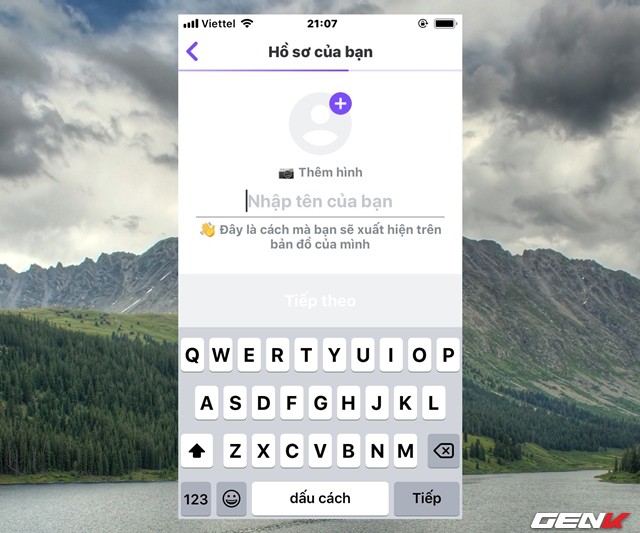 Viettel 21:07
Hồ sơ của bạn
📷 Thêm hình
Nhập tên của bạn
👋 Đây là cách mà bạn sẽ xuất hiện trên
bản đồ của mình
Tiếp theo
Q W E R T Y U I O P
A S D F G H J K L
Z X C V B N M
123 dấu cách Tiếp
GENK